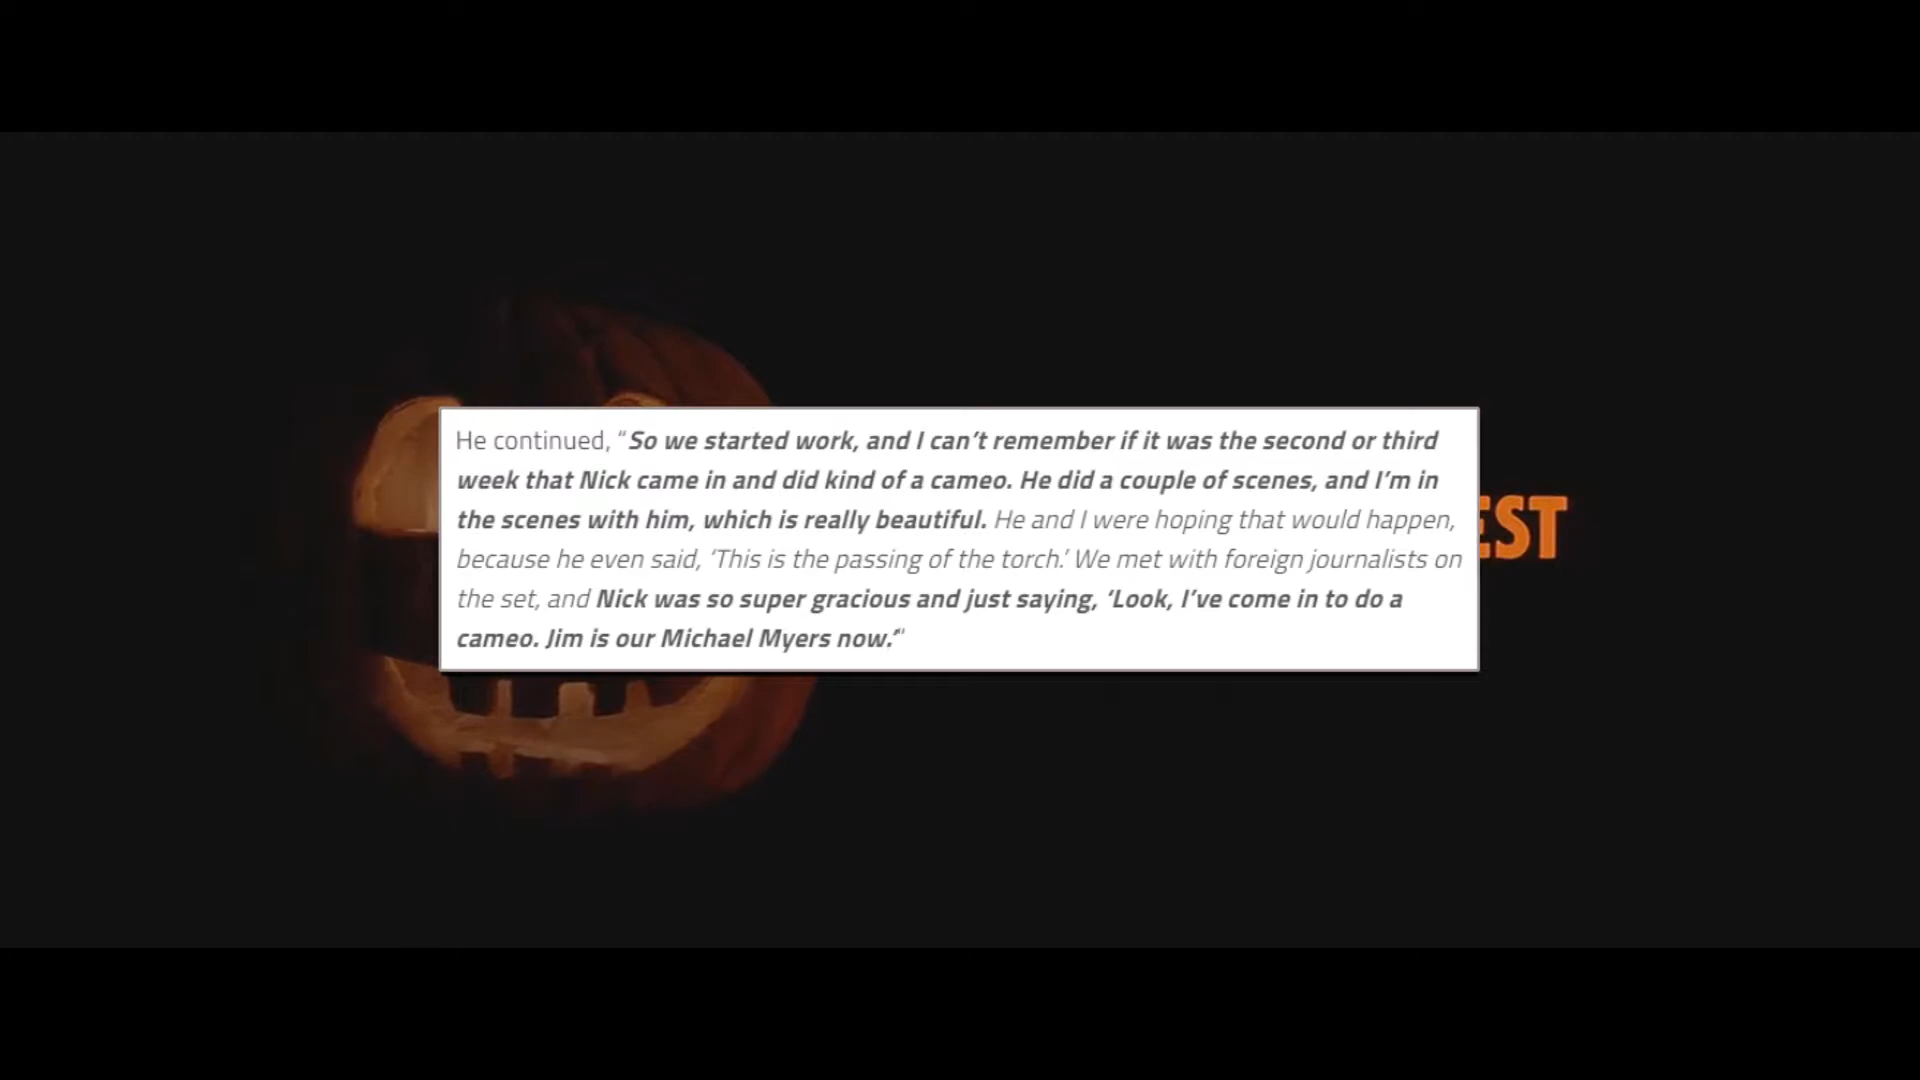 He continued, “So we started work, and I can’t remember if it was the second or third
week that Nick came in and did kind of a cameo. He did a couple of scenes, and I’m in
the scenes with him, which is really beautiful. He and I were hoping that would happen,
because he even said, ‘This is the passing of the torch.’ We met with foreign journalists on
the set, and Nick was so super gracious and just saying, ‘Look, I’ve come in to do a
cameo. Jim is our Michael Myers now.’“
EST